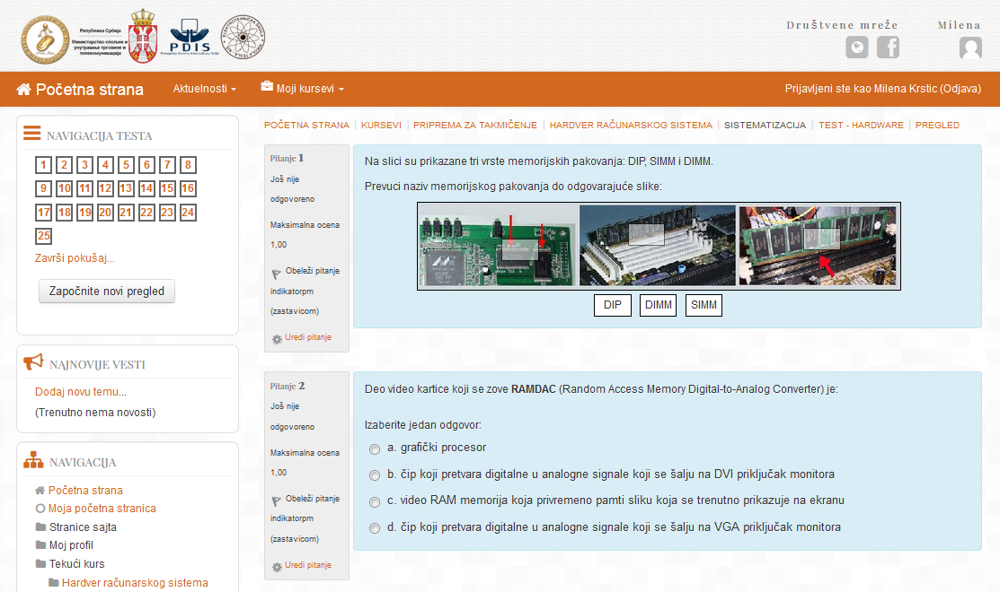 Република Србија
Министарство спољне и
унутрашње трговине и
телекомуникација
PDIS
Društvene mreže
Milena
Početna strana
Aktuelnosti
Moji kursevi
Prijavljeni ste kao Milena Krstic (Odjava)
POČETNA STRANA | KURSEVI | PRIPREMA ZA TAKMIČENJE | HARDVER RAČUNARSKOG SISTEMA | SISTEMATIZACIJA | TEST - HARDWARE | PREGLED
NAVIGACIJA TESTA
1 2 3 4 5 6 7 8
9 10 11 12 13 14 15 16
17 18 19 20 21 22 23 24
25
Završi pokušaj...
Započnite novi pregled
NAJNOVIJE VESTI
Dodaj novu temu...
(Trenutno nema novosti)
NAVIGACIJA
Početna strana
Moja početna stranica
Stranice sajta
Moj profil
Tekući kurs
Hardver računarskog sistema
Pitanje 1
Još nije
odgovoreno
Maksimalna ocena
1,00
Obeleži pitanje
indikatorpm
(zastavicom)
Uredi pitanje
Na slici su prikazane tri vrste memorijskih pakovanja: DIP, SIMM i DIMM.
Prevuci naziv memorijskog pakovanja do odgovarajuće slike:
DIP DIMM SIMM
Pitanje 2
Još nije
odgovoreno
Maksimalna ocena
1,00
Obeleži pitanje
indikatorpm
(zastavicom)
Uredi pitanje
Deo video kartice koji se zove RAMDAC (Random Access Memory Digital-to-Analog Converter) je:
Izaberite jedan odgovor:
a. grafički procesor
b. čip koji pretvara digitalne u analogne signale koji se šalju na DVI priključak monitora
c. video RAM memorija koja privremeno pamti sliku koja se trenutno prikazuje na ekranu
d. čip koji pretvara digitalne u analogne signale koji se šalju na VGA priključak monitora